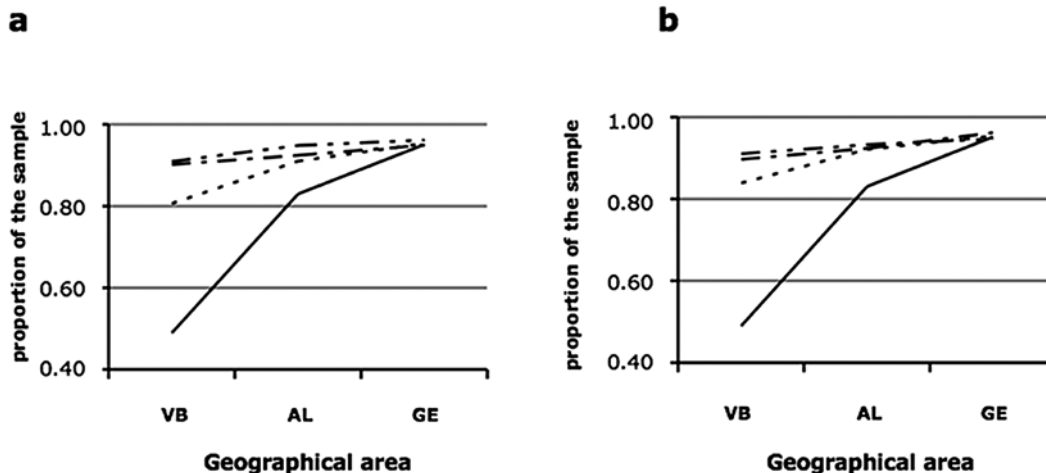 a
proportion of the sample
1.00
0.80
0.60
0.40
VB AL GE
Geographical area
b
proportion of the sample
1.00
0.80
0.60
0.40
VB AL GE
Geographical area